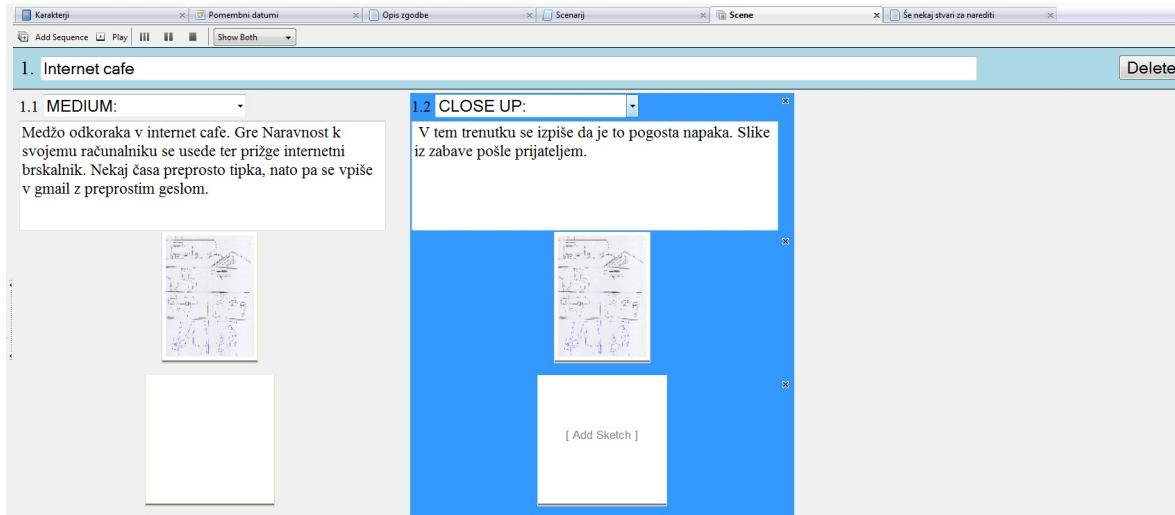 Karakterji
Pomembni datumi
Opis zgodbe
Scenarij
Scene
Še nekaj stvari za narediti
Add Sequence
Play
Show Both
1. Internet cafe
Delete
1.1 MEDIUM:
Medžo odkoraka v internet cafe. Gre Naravnost k
svojemu računalniku se usede ter prižge internetni
brskalnik. Nekaj časa preprosto tipka, nato pa se vpiše
v gmail z preprostim geslom.
1.2 CLOSE UP:
V tem trenutku se izpiše da je to pogosta napaka. Slike
iz zabave pošle prijateljem.
[ Add Sketch ]